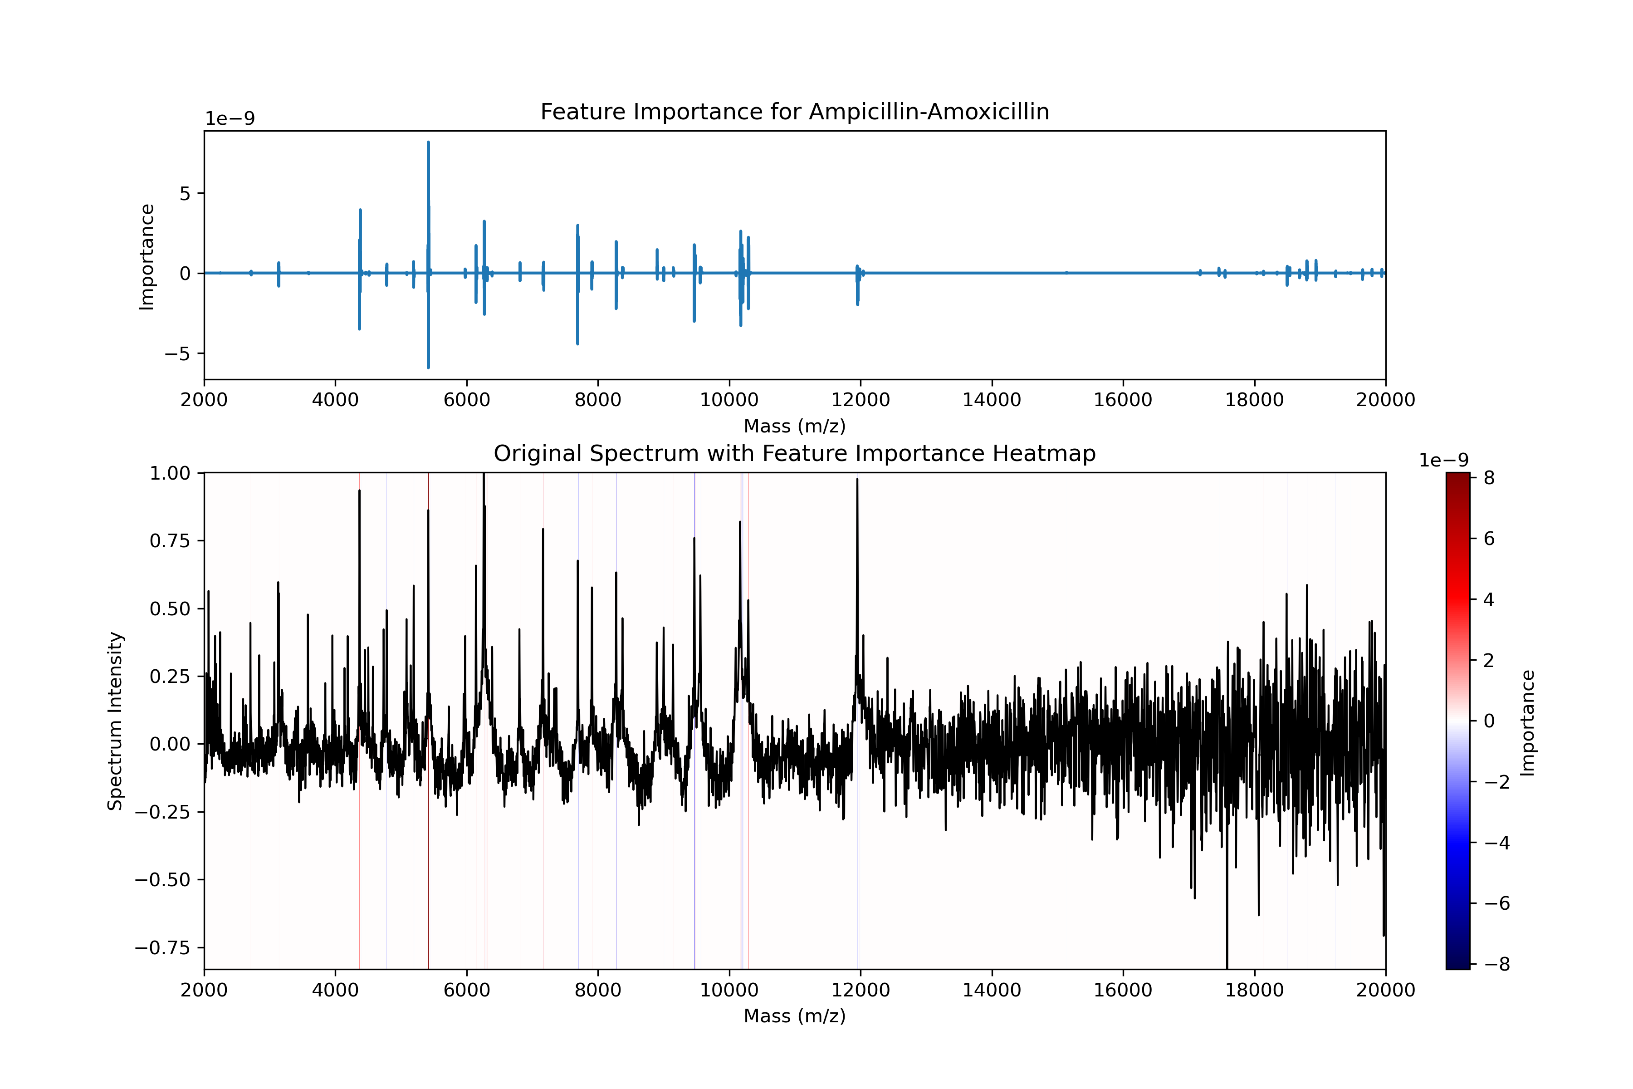 Feature Importance for Ampicillin-Amoxicillin
1e−9
5
0
−5
Importance
2000 4000 6000 8000 10000 12000 14000 16000 18000 20000
Mass (m/z)
Original Spectrum with Feature Importance Heatmap
1.00
0.75
0.50
0.25
0.00
−0.25
−0.50
−0.75
Spectrum Intensity
2000 4000 6000 8000 10000 12000 14000 16000 18000 20000
Mass (m/z)
1e−9
8
6
4
2
0
−2
−4
−6
−8
Importance